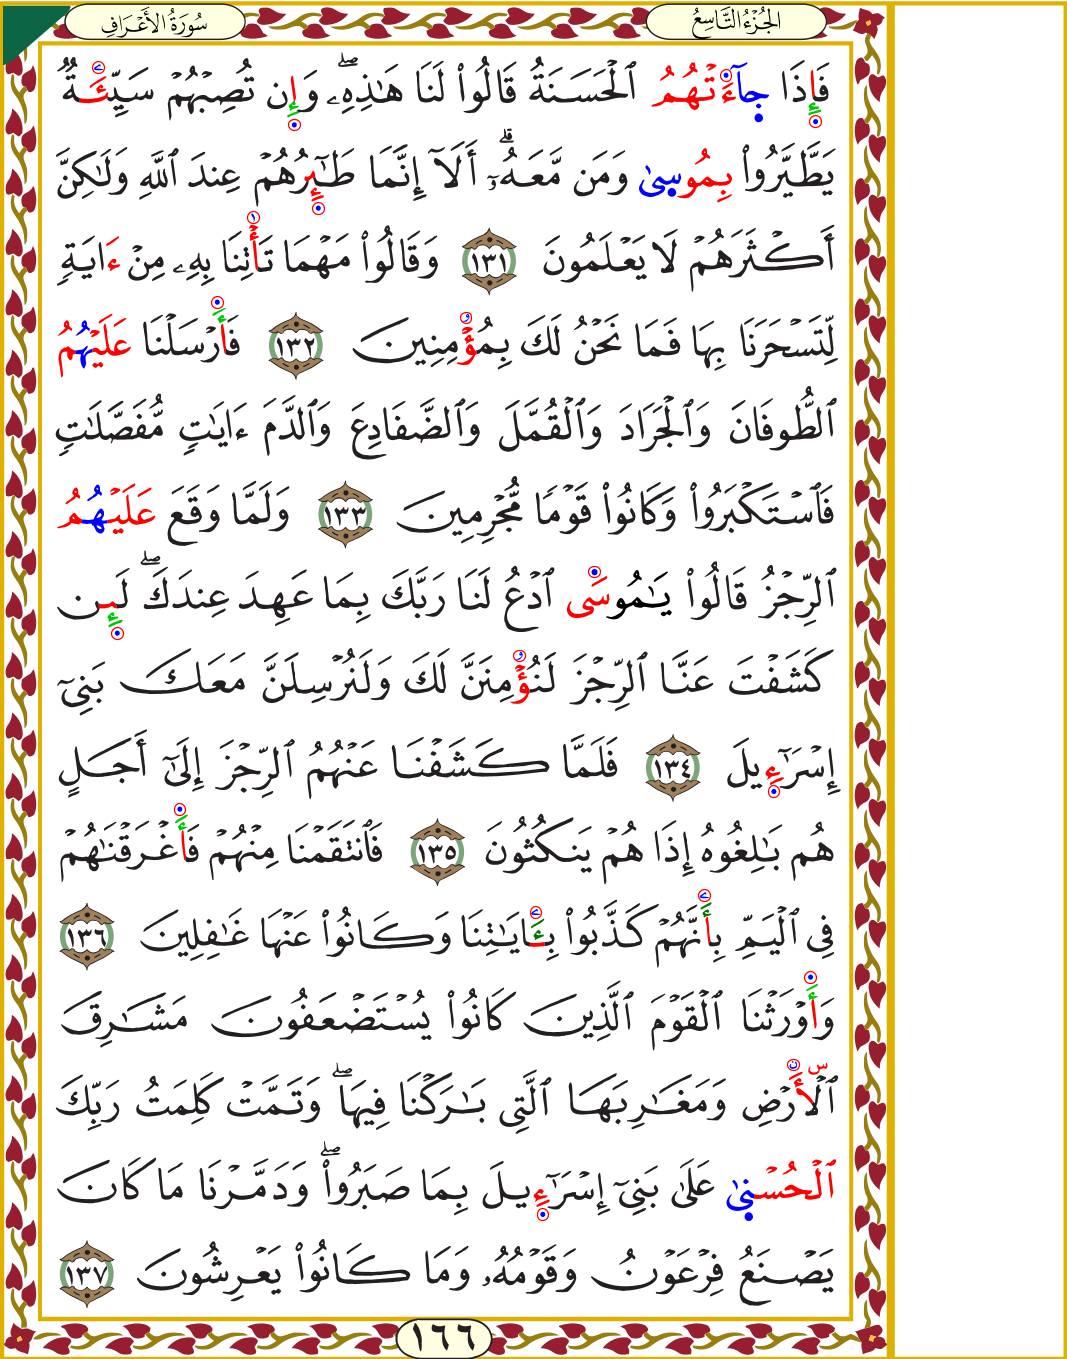 الجُزْءُ التَّاسِعُ
سُورَةُ الأَعْرَافِ
فَإِذَا جَآءَتْهُمُ ٱلْحَسَنَةُ قَالُوا۟ لَنَا هَـٰذِهِۦ ۖ وَإِن تُصِبْهُمْ سَيِّئَةٌ
يَطَّيَّرُوا۟ بِمُوسىٰ وَمَن مَّعَهُۥٓ ۗ أَلَآ إِنَّمَا طَـٰٓئِرُهُمْ عِندَ ٱللَّهِ وَلَـٰكِنَّ
أَكْثَرَهُمْ لَا يَعْلَمُونَ ١٣١ وَقَالُوا۟ مَهْمَا تَأْتِنَا بِهِۦ مِنْ ءَايَةٍ
لِّتَسْحَرَنَا بِهَا فَمَا نَحْنُ لَكَ بِمُؤْمِنِينَ ١٣٢ فَأَرْسَلْنَا عَلَيْهُمُ
ٱلطُّوفَانَ وَٱلْجَرَادَ وَٱلْقُمَّلَ وَٱلضَّفَادِعَ وَٱلدَّمَ ءَايَـٰتٍ مُّفَصَّلَـٰتٍ
فَٱسْتَكْبَرُوا۟ وَكَانُوا۟ قَوْمًا مُّجْرِمِينَ ١٣٣ وَلَمَّا وَقَعَ عَلَيْهُمُ
ٱلرِّجْزُ قَالُوا۟ يَـٰمُوسَى ٱدْعُ لَنَا رَبَّكَ بِمَا عَهِدَ عِندَكَ ۖ لَئِن
كَشَفْتَ عَنَّا ٱلرِّجْزَ لَنُؤْمِنَنَّ لَكَ وَلَنُرْسِلَنَّ مَعَكَ بَنِىٓ
إِسْرَٰٓءِيلَ ١٣٤ فَلَمَّا كَشَفْنَا عَنْهُمُ ٱلرِّجْزَ إِلَىٰٓ أَجَلٍ
هُم بَـٰلِغُوهُ إِذَا هُمْ يَنكُثُونَ ١٣٥ فَٱنتَقَمْنَا مِنْهُمْ فَأَغْرَقْنَـٰهُمْ
فِى ٱلْيَمِّ بِأَنَّهُمْ كَذَّبُوا۟ بِـَٔايَـٰتِنَا وَكَانُوا۟ عَنْهَا غَـٰفِلِينَ ١٣٦
وَأَوْرَثْنَا ٱلْقَوْمَ ٱلَّذِينَ كَانُوا۟ يُسْتَضْعَفُونَ مَشَـٰرِقَ
ٱلْأَرْضِ وَمَغَـٰرِبَهَا ٱلَّتِى بَـٰرَكْنَا فِيهَا ۖ وَتَمَّتْ كَلِمَتُ رَبِّكَ
ٱلْحُسْنىٰ عَلَىٰ بَنِىٓ إِسْرَٰٓءِيلَ بِمَا صَبَرُوا۟ ۖ وَدَمَّرْنَا مَا كَانَ
يَصْنَعُ فِرْعَوْنُ وَقَوْمُهُۥ وَمَا كَانُوا۟ يَعْرِشُونَ ١٣٧
١٦٦